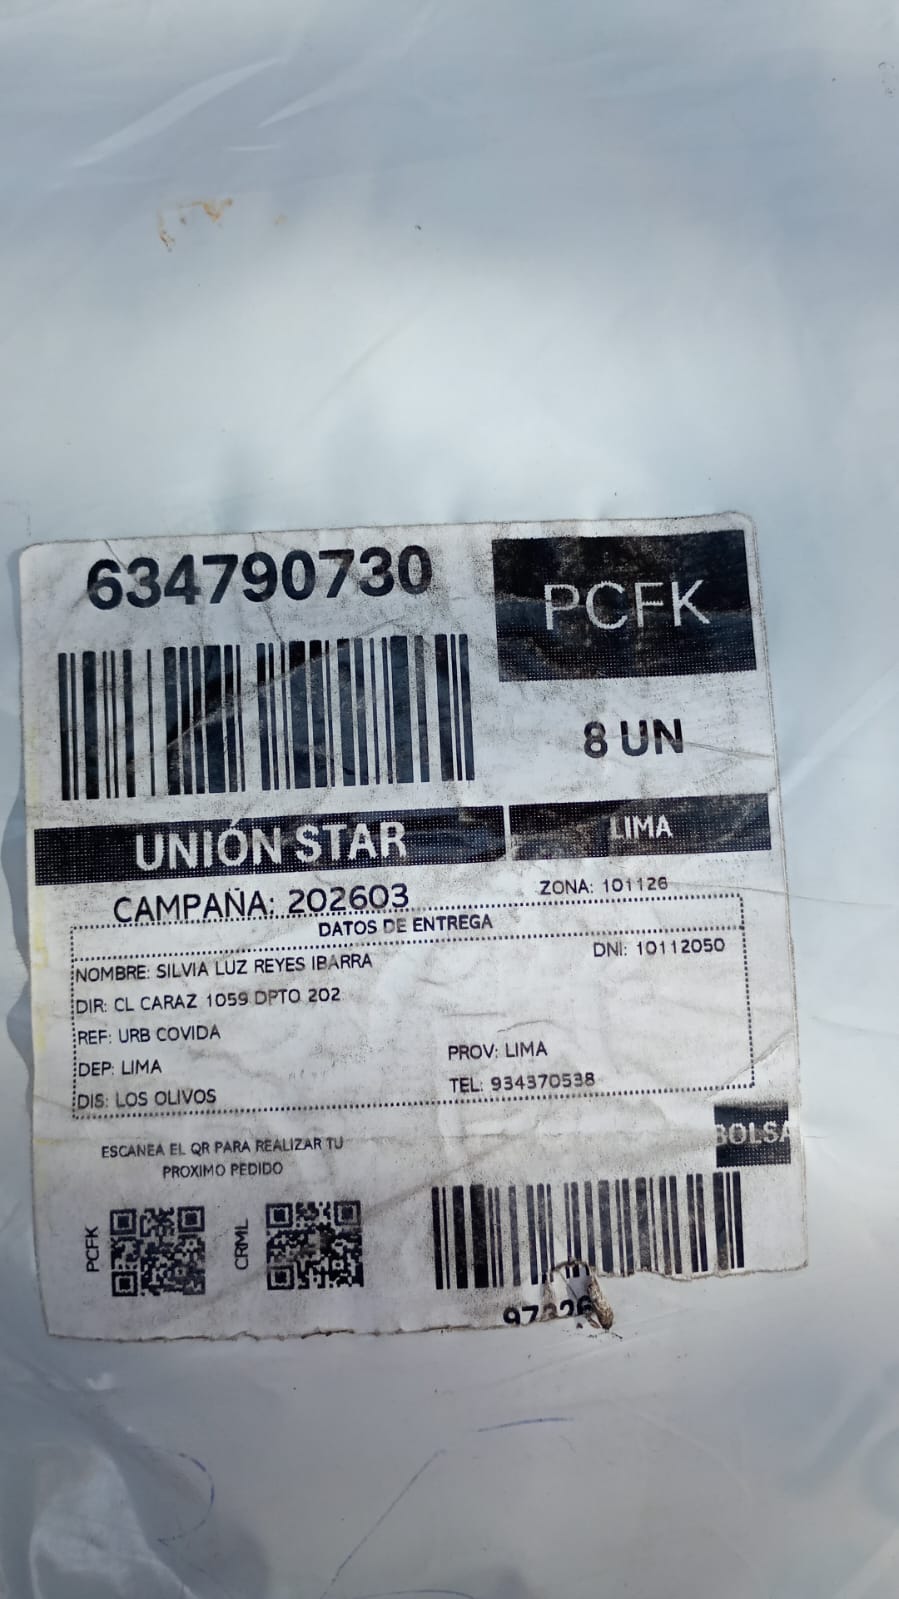 634790730
PCFK
8 UN
UNIÓN STAR
LIMA
CAMPAÑA: 202603
ZONA: 101126
DATOS DE ENTREGA
NOMBRE: SILVIA LUZ REYES IBARRA
DNI: 10112050
DIR: CL CARAZ 1059 DPTO 202
REF: URB COVIDA
DEP: LIMA
PROV: LIMA
DIS: LOS OLIVOS
TEL: 934370538
BOLSA
ESCANEA EL QR PARA REALIZAR TU
PROXIMO PEDIDO
PCFK
CRML